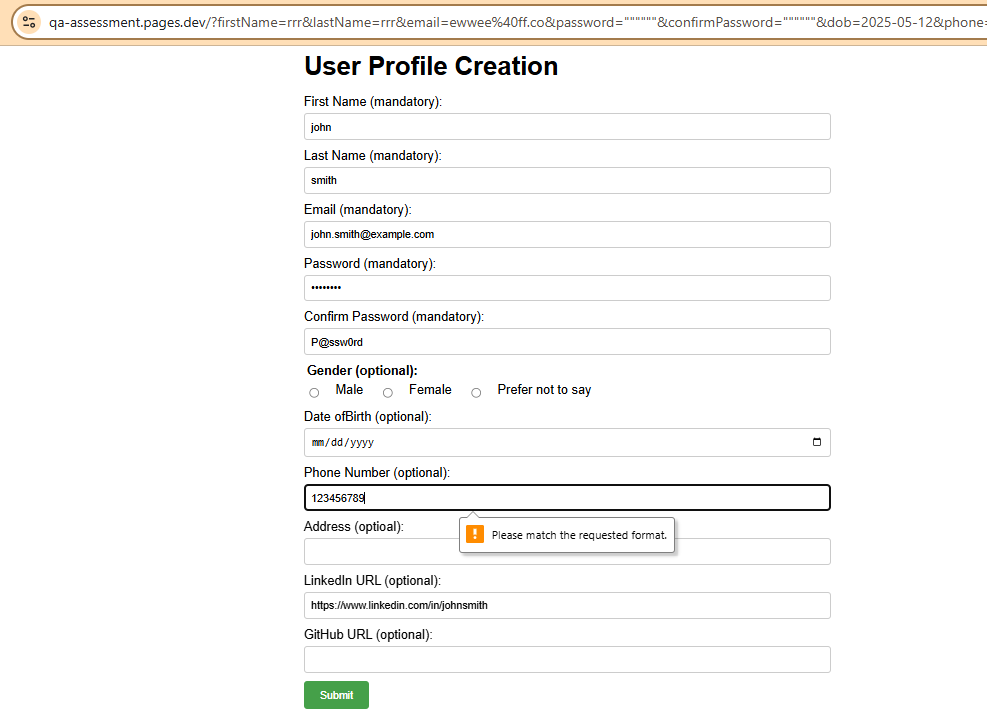 qa-assessment.pages.dev/?firstName=rrr&lastName=rrr&email=ewwee%40ff.co&password=""""""&confirmPassword=""""""&dob=2025-05-12&phone=
User Profile Creation
First Name (mandatory):
john
Last Name (mandatory):
smith
Email (mandatory):
john.smith@example.com
Password (mandatory):
••••••••
Confirm Password (mandatory):
P@ssw0rd
Gender (optional):
Male Female Prefer not to say
Date ofBirth (optional):
mm/dd/yyyy
Phone Number (optional):
123456789
Address (optioal):
Please match the requested format.
LinkedIn URL (optional):
https://www.linkedin.com/in/johnsmith
GitHub URL (optional):
Submit